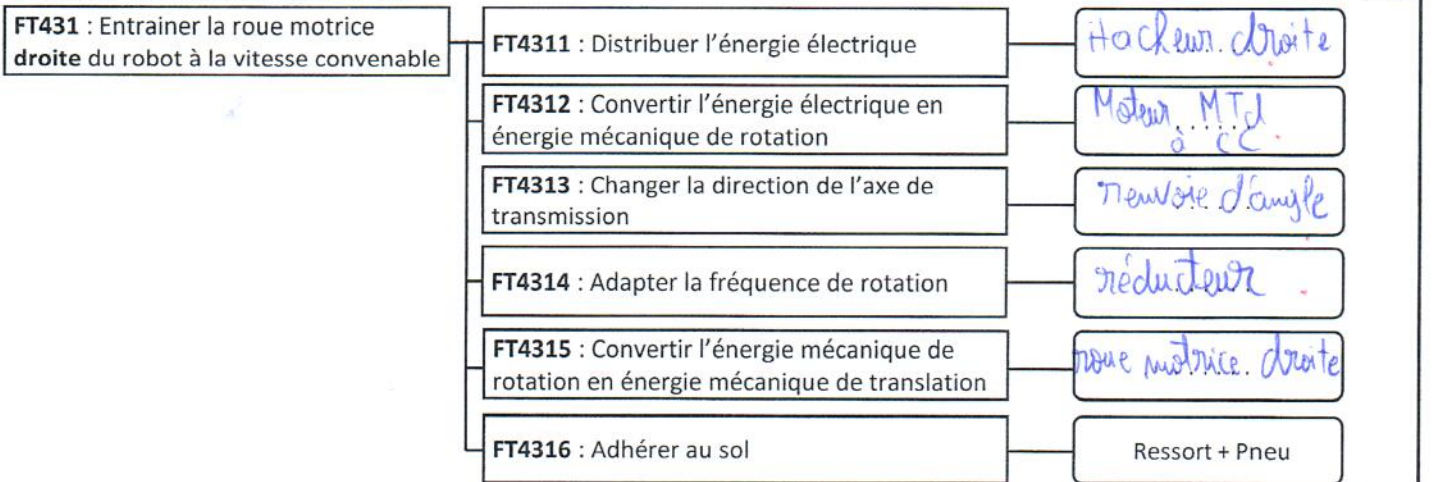 FT431 : Entrainer la roue motrice
droite du robot à la vitesse convenable
FT4311 : Distribuer l'énergie électrique
Hacheur droite
FT4312 : Convertir l'énergie électrique en
énergie mécanique de rotation
Moteur MTd
à CC
FT4313 : Changer la direction de l'axe de
transmission
renvoie d'angle
FT4314 : Adapter la fréquence de rotation
réducteur
FT4315 : Convertir l'énergie mécanique de
rotation en énergie mécanique de translation
roue motrice droite
FT4316 : Adhérer au sol
Ressort + Pneu